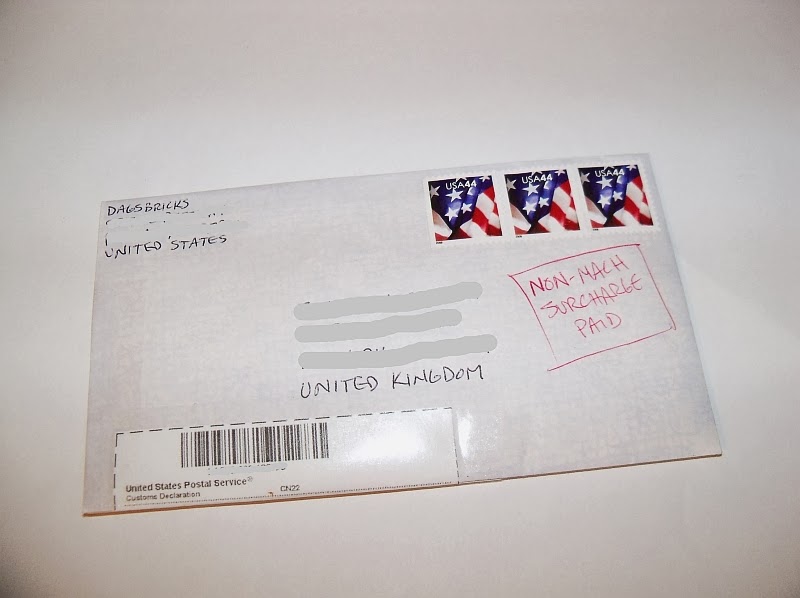 DAGSBRICKS
UNITED STATES
USA44
USA44
USA44
NON-MACH
SURCHARGE
PAID
UNITED KINGDOM
United States Postal Service®
Customs Declaration
CN22